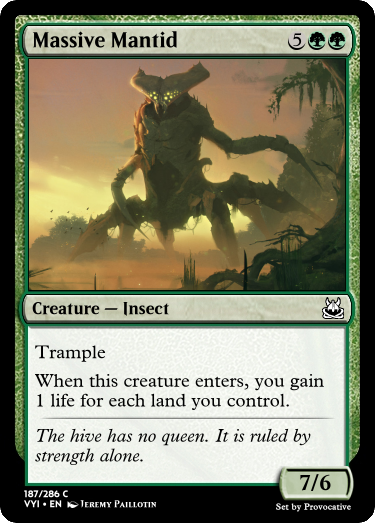 Massive Mantid 5
Creature — Insect
Trample
When this creature enters, you gain
1 life for each land you control.
The hive has no queen. It is ruled by
strength alone.
7/6
187/286 C
VYI • EN Jeremy Paillotin
Set by Provocative